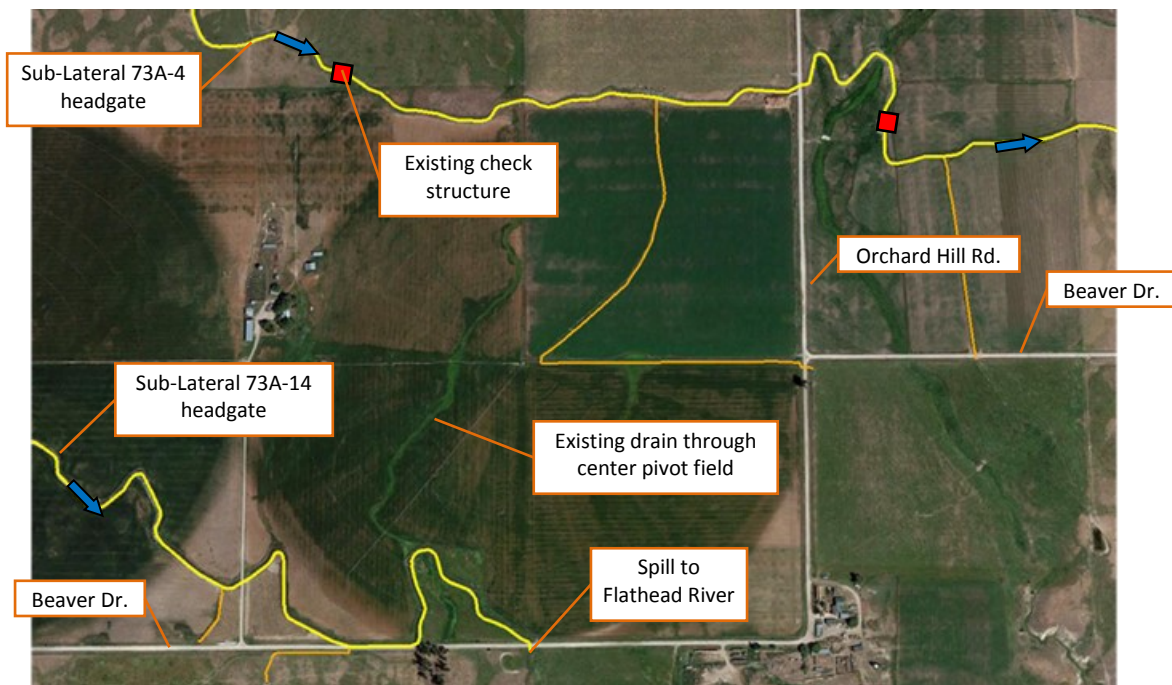 Sub-Lateral 73A-4
headgate
Existing check
structure
Orchard Hill Rd.
Beaver Dr.
Sub-Lateral 73A-14
headgate
Existing drain through
center pivot field
Spill to
Flathead River
Beaver Dr.